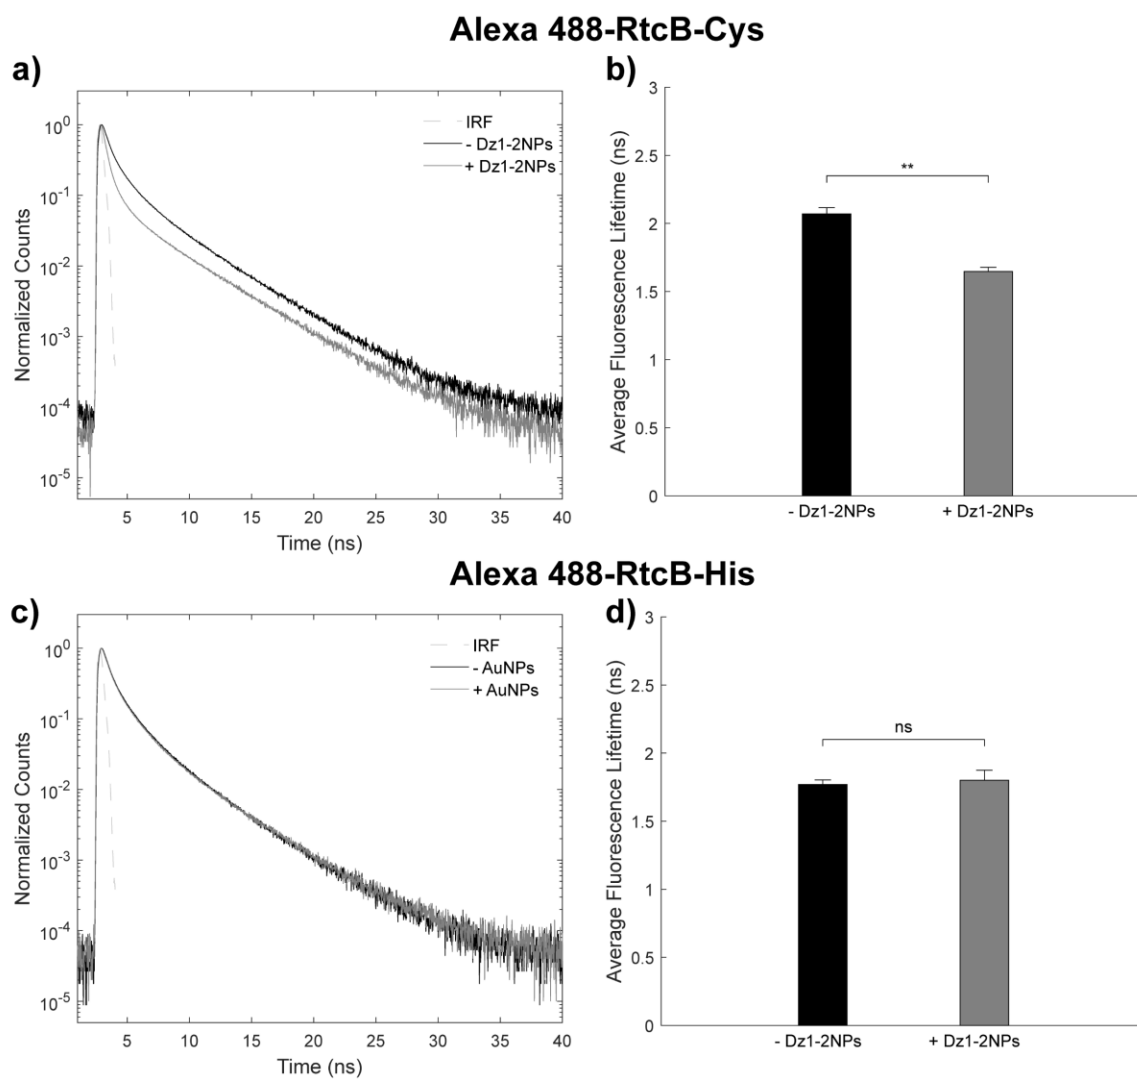 Alexa 488-RtcB-Cys
a)
IRF
- Dz1-2NPs
+ Dz1-2NPs
10^0
10^-1
10^-2
10^-3
10^-4
10^-5
Normalized Counts
5 10 15 20 25 30 35 40
Time (ns)
b)
3
2.5
2
1.5
1
0.5
0
Average Fluorescence Lifetime (ns)
**
- Dz1-2NPs + Dz1-2NPs
Alexa 488-RtcB-His
c)
IRF
- AuNPs
+ AuNPs
10^0
10^-1
10^-2
10^-3
10^-4
10^-5
Normalized Counts
5 10 15 20 25 30 35 40
Time (ns)
d)
3
2.5
2
1.5
1
0.5
0
Average Fluorescence Lifetime (ns)
ns
- Dz1-2NPs + Dz1-2NPs